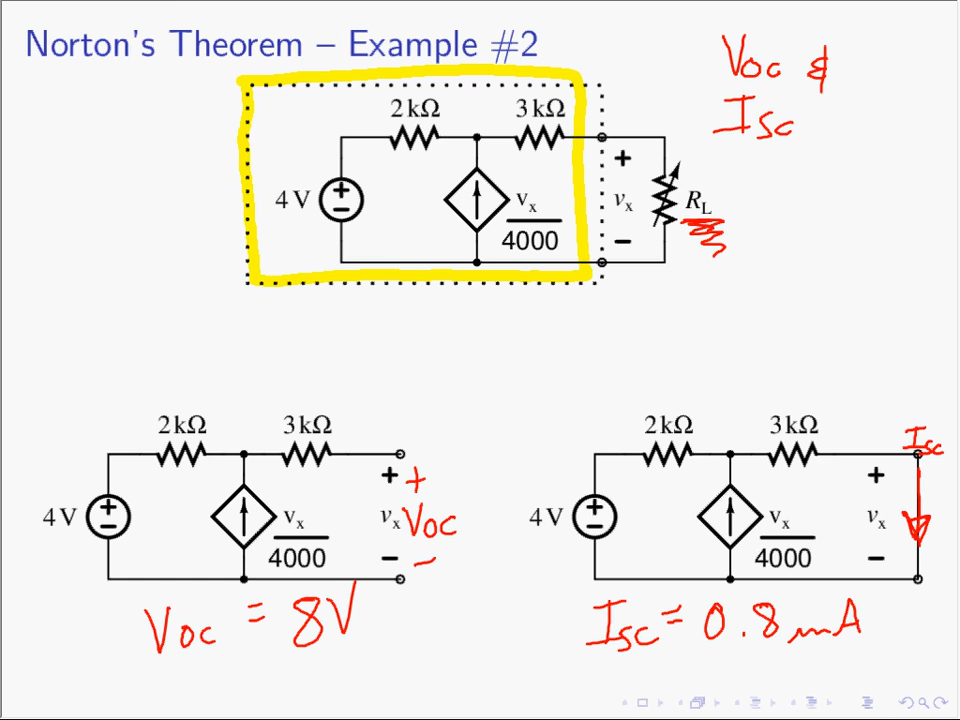 Norton's Theorem – Example #2
Voc &
Isc
2 kΩ
3 kΩ
4 V
+
−
vx
4000
+
vx
−
RL
2 kΩ
3 kΩ
4 V
+
−
vx
4000
+ +
vx Voc
− −
Voc = 8V
2 kΩ
3 kΩ
Isc
4 V
+
−
vx
4000
+
vx
−
Isc = 0.8 mA